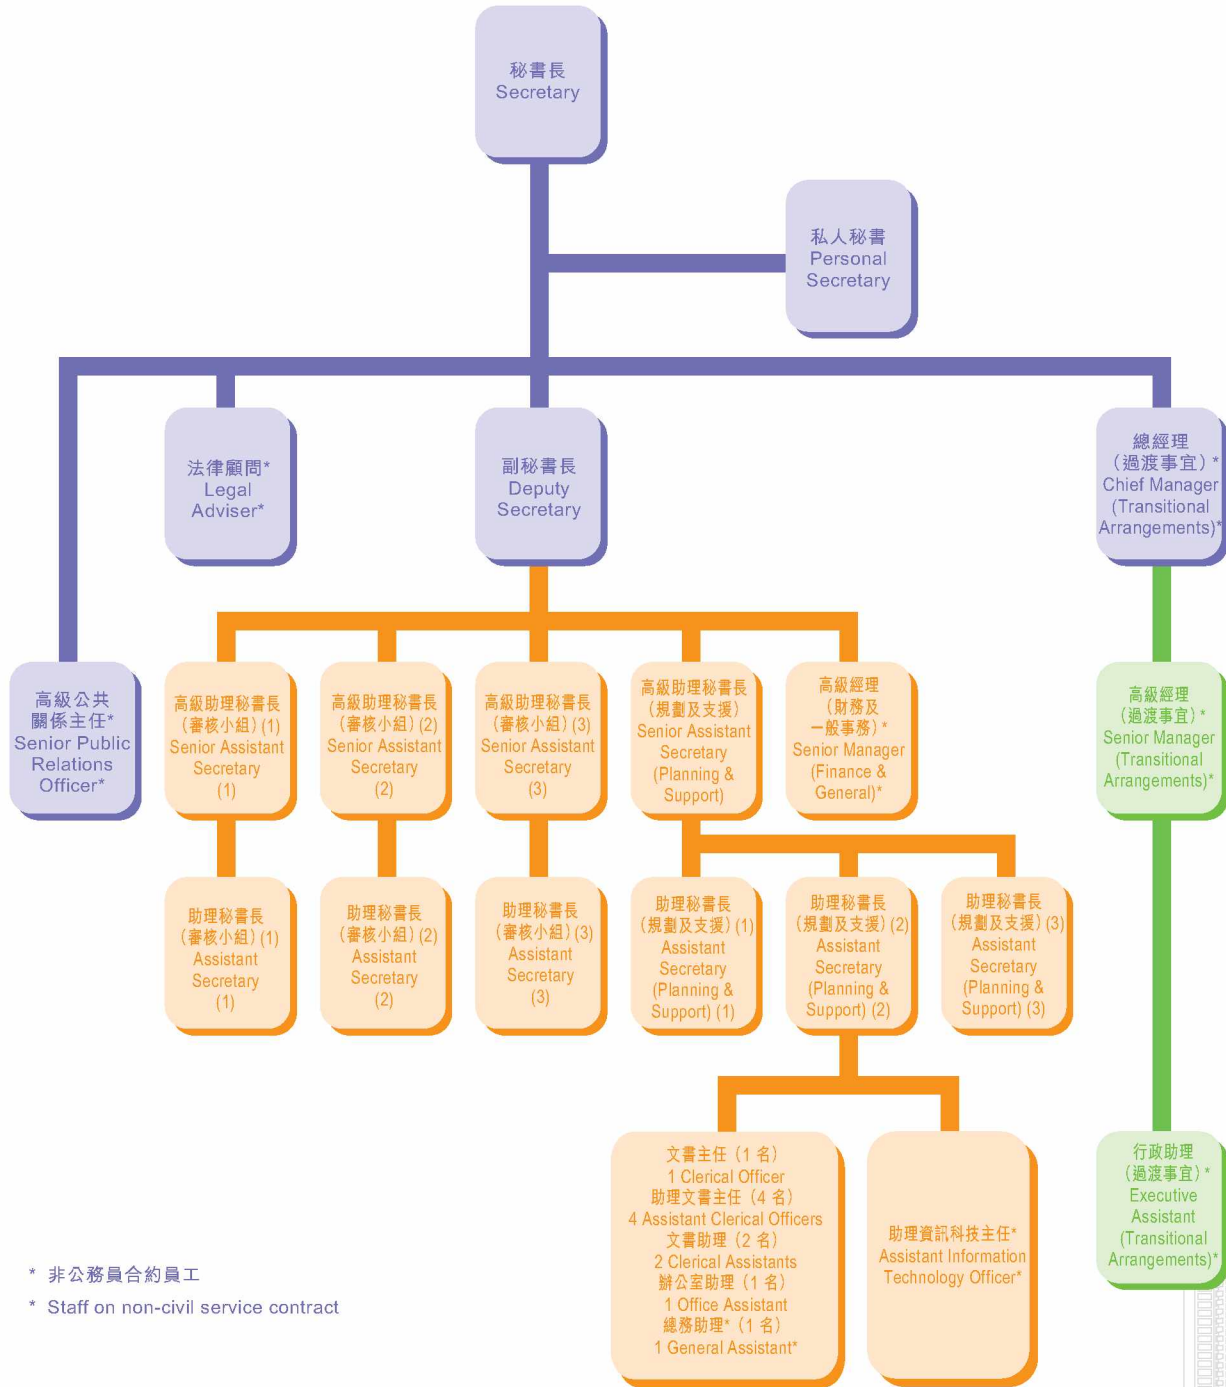 秘書長
Secretary
私人秘書
Personal
Secretary
法律顧問*
Legal
Adviser*
副秘書長
Deputy
Secretary
總經理
（過渡事宜）*
Chief Manager
(Transitional
Arrangements)*
高級公共
關係主任*
Senior Public
Relations
Officer*
高級助理秘書長
（審核小組）(1)
Senior Assistant
Secretary
(1)
高級助理秘書長
（審核小組）(2)
Senior Assistant
Secretary
(2)
高級助理秘書長
（審核小組）(3)
Senior Assistant
Secretary
(3)
高級助理秘書長
（規劃及支援）
Senior Assistant
Secretary
(Planning &
Support)
高級經理
（財務及
一般事務）*
Senior Manager
(Finance &
General)*
高級經理
（過渡事宜）*
Senior Manager
(Transitional
Arrangements)*
助理秘書長
（審核小組）(1)
Assistant
Secretary
(1)
助理秘書長
（審核小組）(2)
Assistant
Secretary
(2)
助理秘書長
（審核小組）(3)
Assistant
Secretary
(3)
助理秘書長
（規劃及支援）(1)
Assistant
Secretary
(Planning &
Support) (1)
助理秘書長
（規劃及支援）(2)
Assistant
Secretary
(Planning &
Support) (2)
助理秘書長
（規劃及支援）(3)
Assistant
Secretary
(Planning &
Support) (3)
文書主任（1 名）
1 Clerical Officer
助理文書主任（4 名）
4 Assistant Clerical Officers
文書助理（2 名）
2 Clerical Assistants
辦公室助理（1 名）
1 Office Assistant
總務助理*（1 名）
1 General Assistant*
助理資訊科技主任*
Assistant Information
Technology Officer*
行政助理
（過渡事宜）*
Executive
Assistant
(Transitional
Arrangements)*
* 非公務員合約員工
* Staff on non-civil service contract